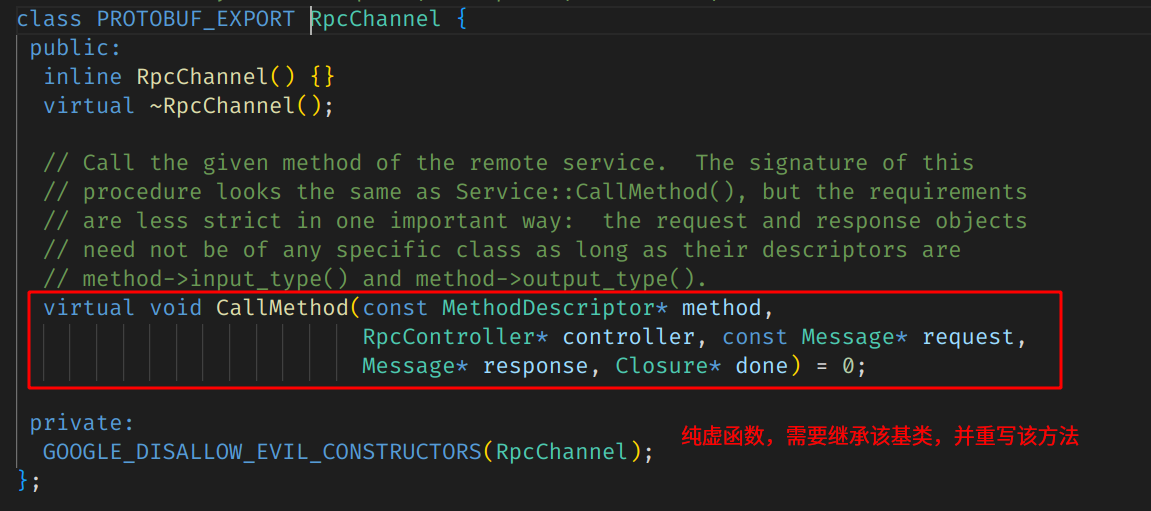 class PROTOBUF_EXPORT RpcChannel {
public:
inline RpcChannel() {}
virtual ~RpcChannel();
// Call the given method of the remote service.  The signature of this
// procedure looks the same as Service::CallMethod(), but the requirements
// are less strict in one important way:  the request and response objects
// need not be of any specific class as long as their descriptors are
// method->input_type() and method->output_type().
virtual void CallMethod(const MethodDescriptor* method,
RpcController* controller, const Message* request,
Message* response, Closure* done) = 0;
private:
纯虚函数，需要继承该基类，并重写该方法
GOOGLE_DISALLOW_EVIL_CONSTRUCTORS(RpcChannel);
};